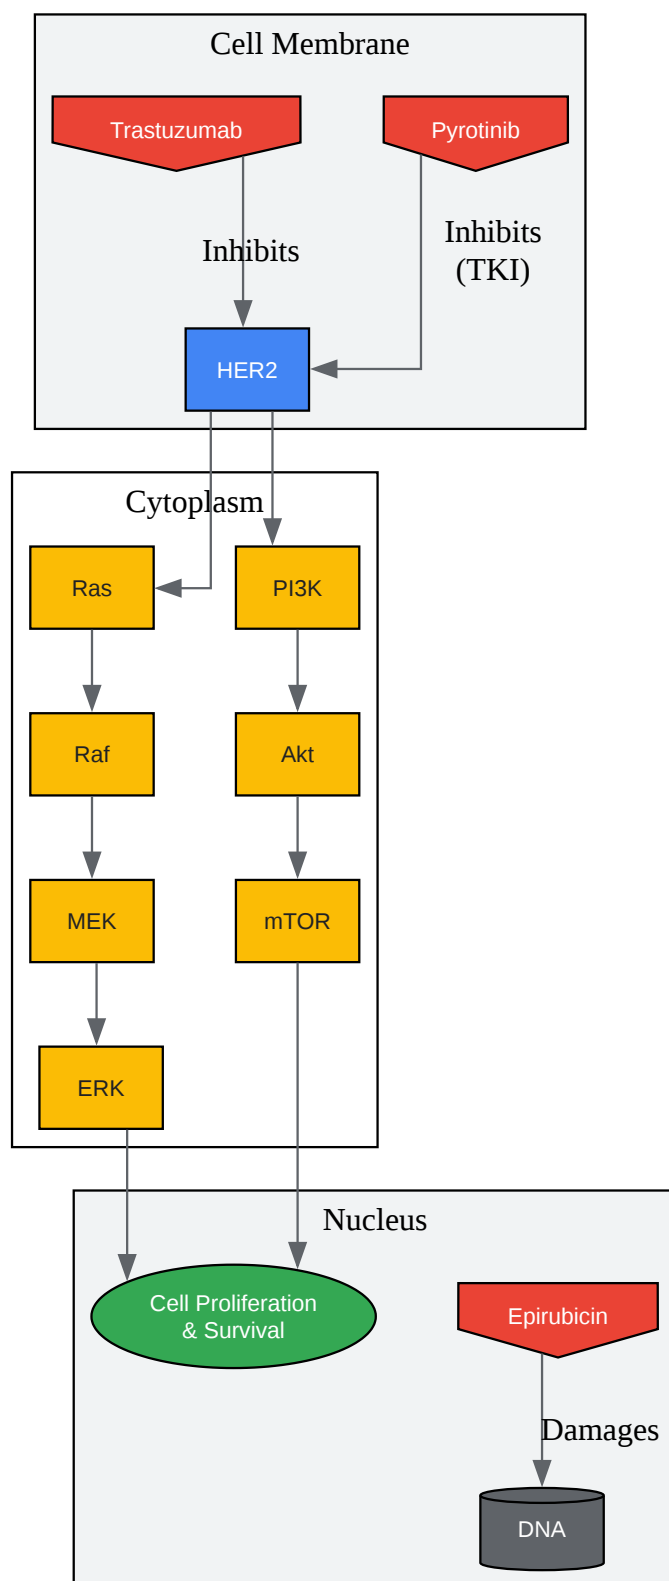 Cell Membrane
Trastuzumab
Pyrotinib
Inhibits
Inhibits
(TKI)
HER2
Cytoplasm
Ras
PI3K
Raf
Akt
MEK
mTOR
ERK
Nucleus
Cell Proliferation
& Survival
Epirubicin
Damages
DNA